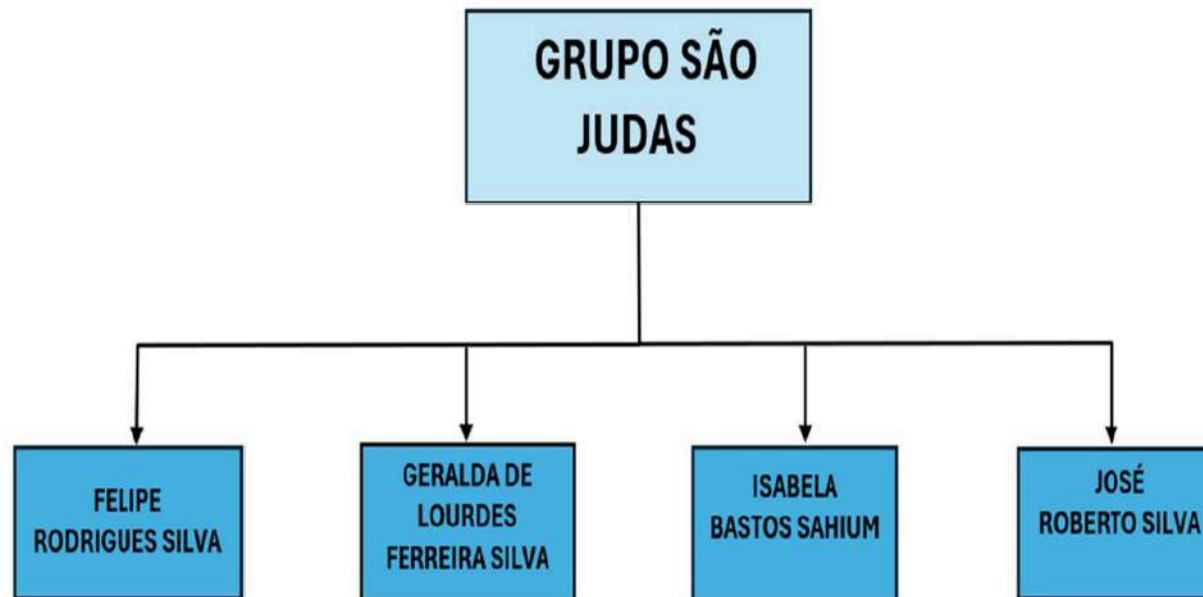 GRUPO SÃO
JUDAS
FELIPE
RODRIGUES SILVA
GERALDA DE
LOURDES
FERREIRA SILVA
ISABELA
BASTOS SAHIUM
JOSÉ
ROBERTO SILVA